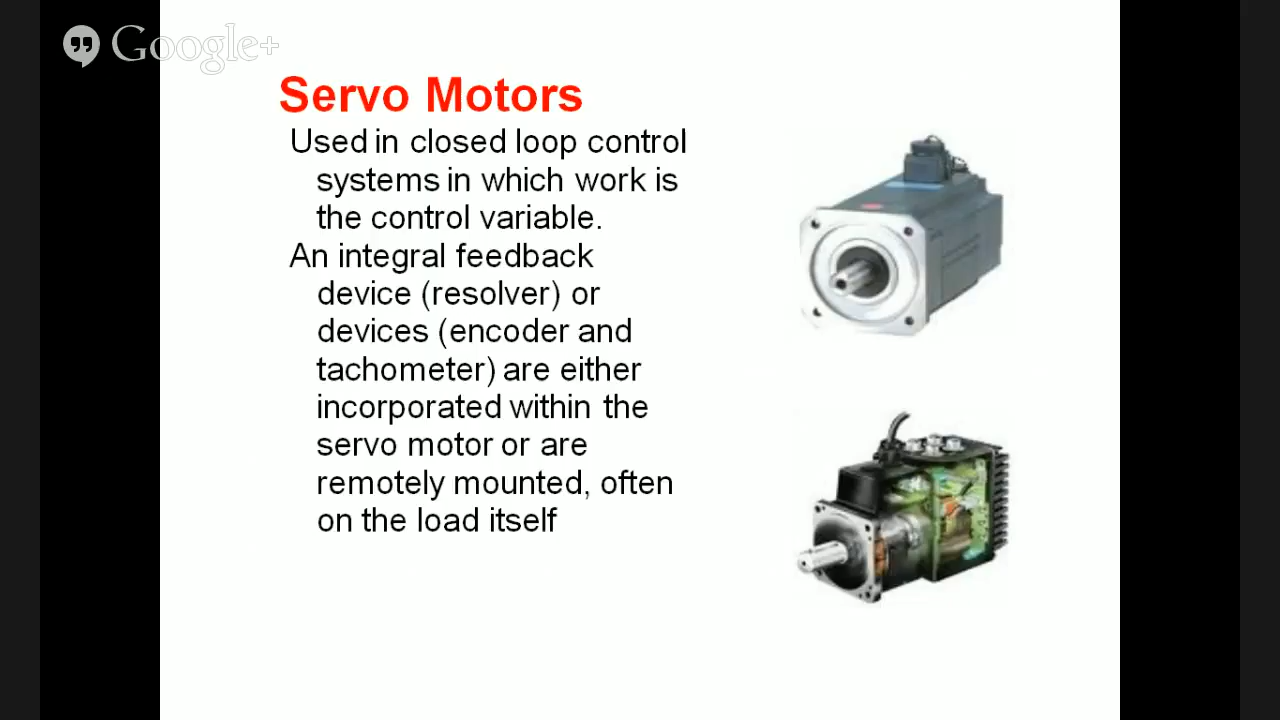 Google+
Servo Motors
Used in closed loop control
systems in which work is
the control variable.
An integral feedback
device (resolver) or
devices (encoder and
tachometer) are either
incorporated within the
servo motor or are
remotely mounted, often
on the load itself